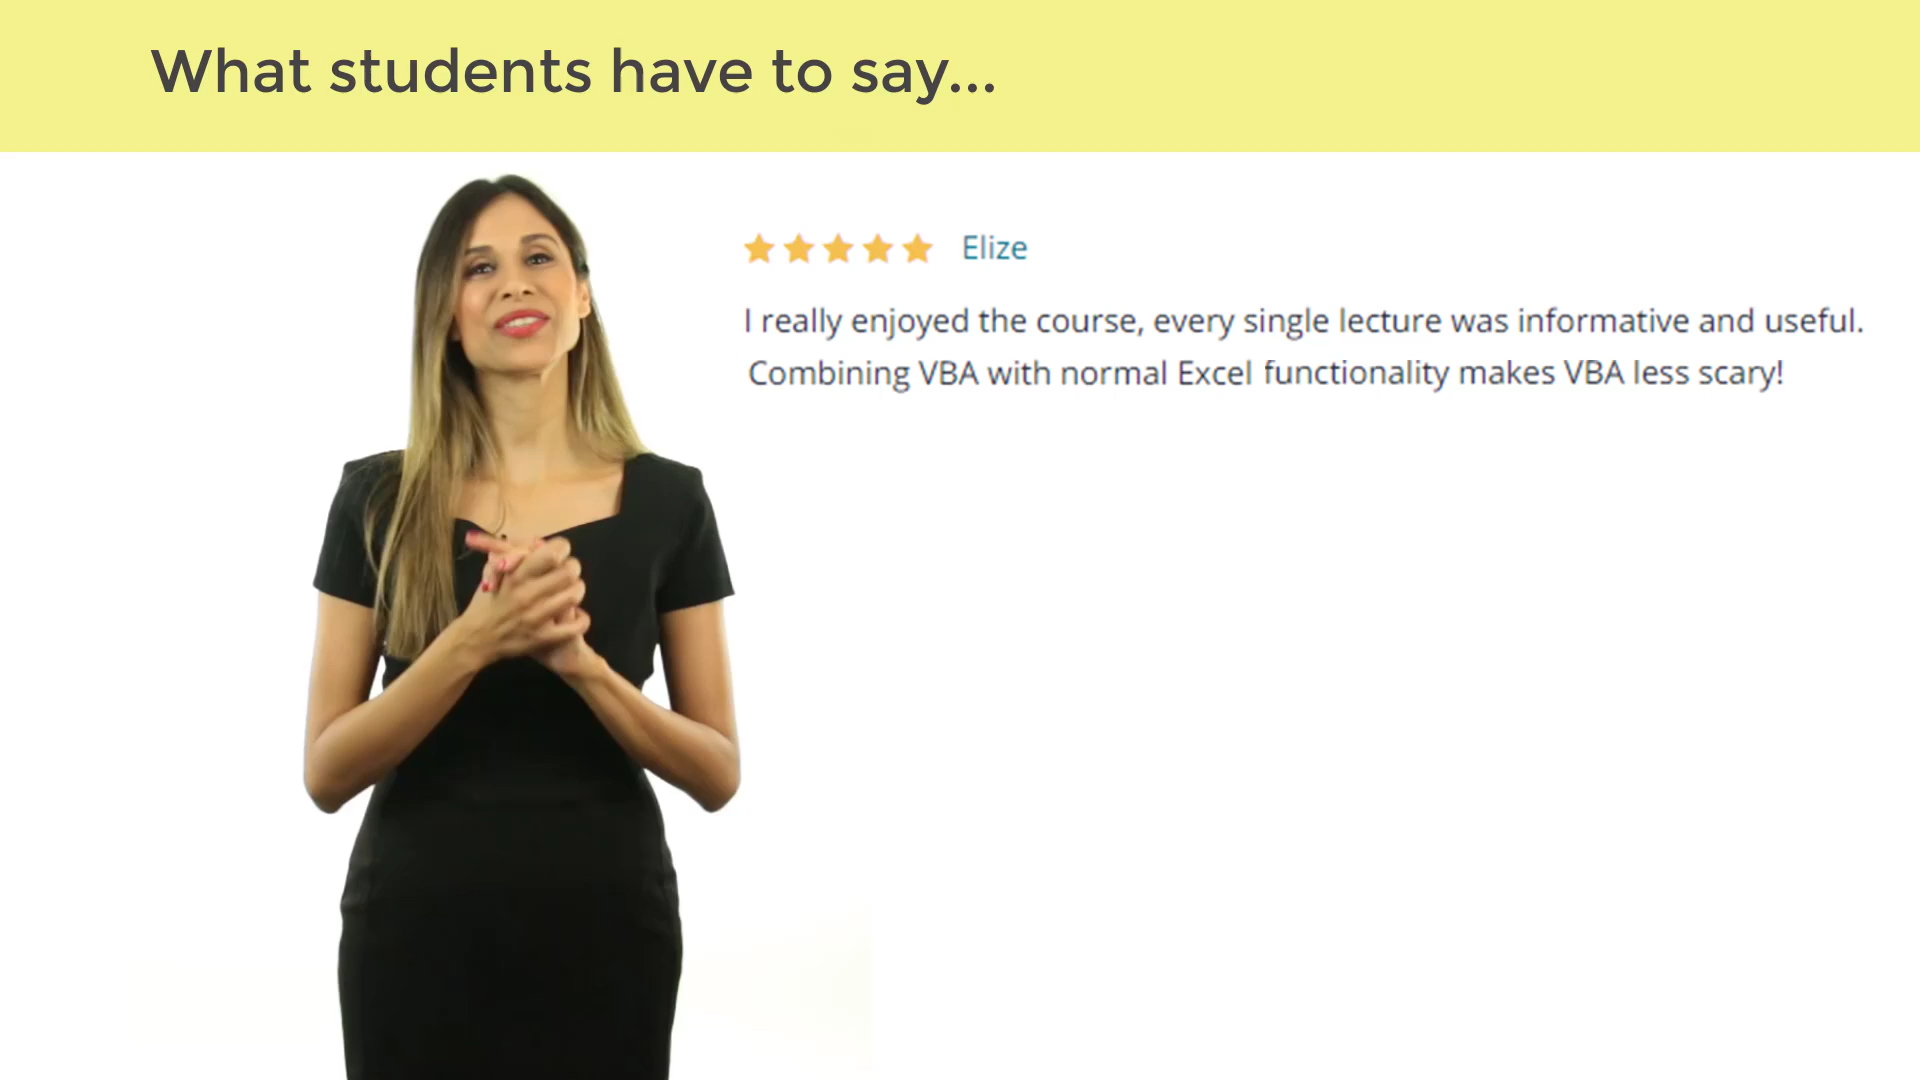 What students have to say...
Elize
I really enjoyed the course, every single lecture was informative and useful.
Combining VBA with normal Excel functionality makes VBA less scary!